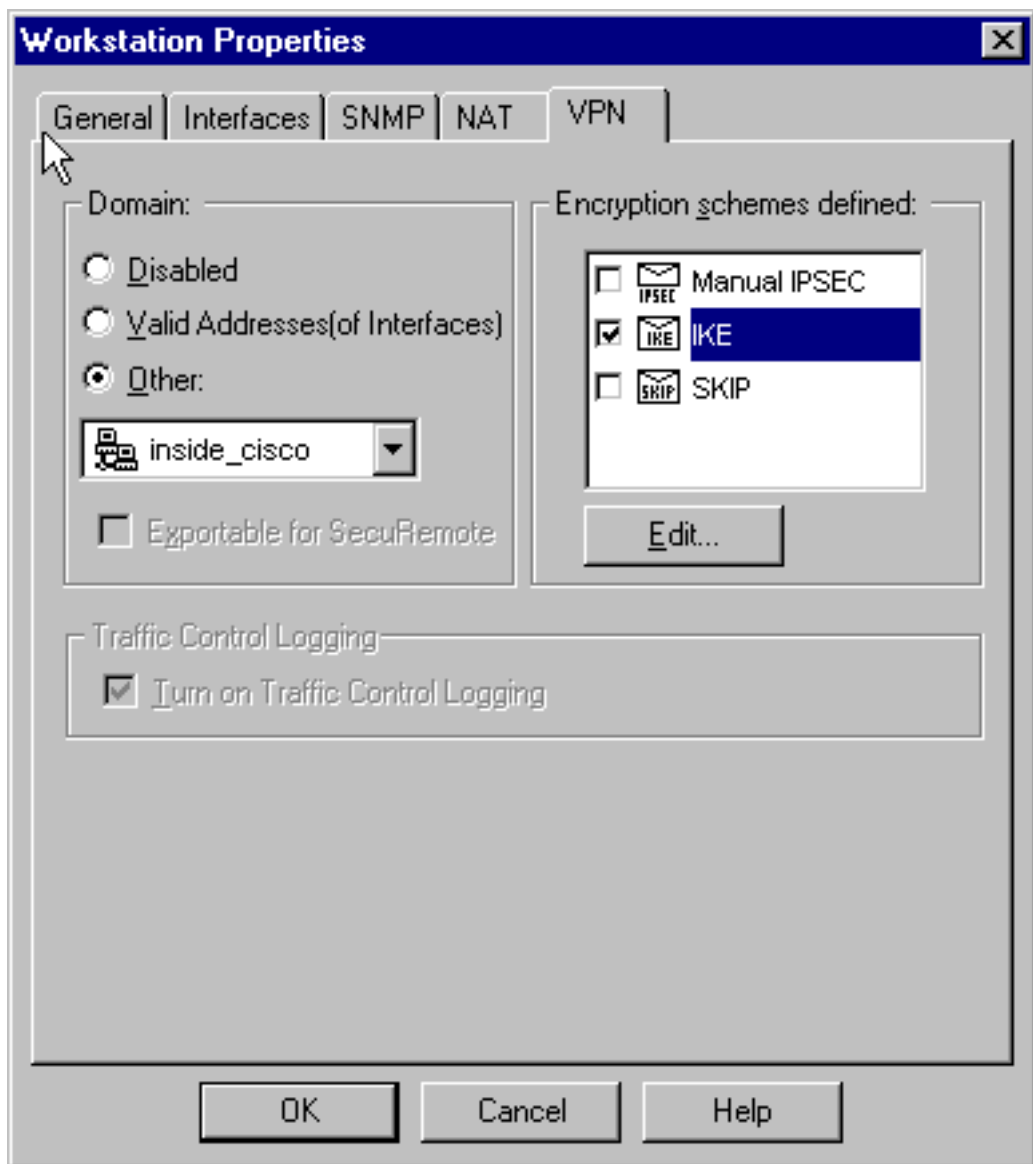 Workstation Properties
General Interfaces SNMP NAT VPN
Domain:
Disabled
Valid Addresses(of Interfaces)
Other:
inside_cisco
Exportable for SecuRemote
Encryption schemes defined:
IPSEC Manual IPSEC
IKE IKE
SKIP SKIP
Edit...
Traffic Control Logging
Turn on Traffic Control Logging
OK Cancel Help